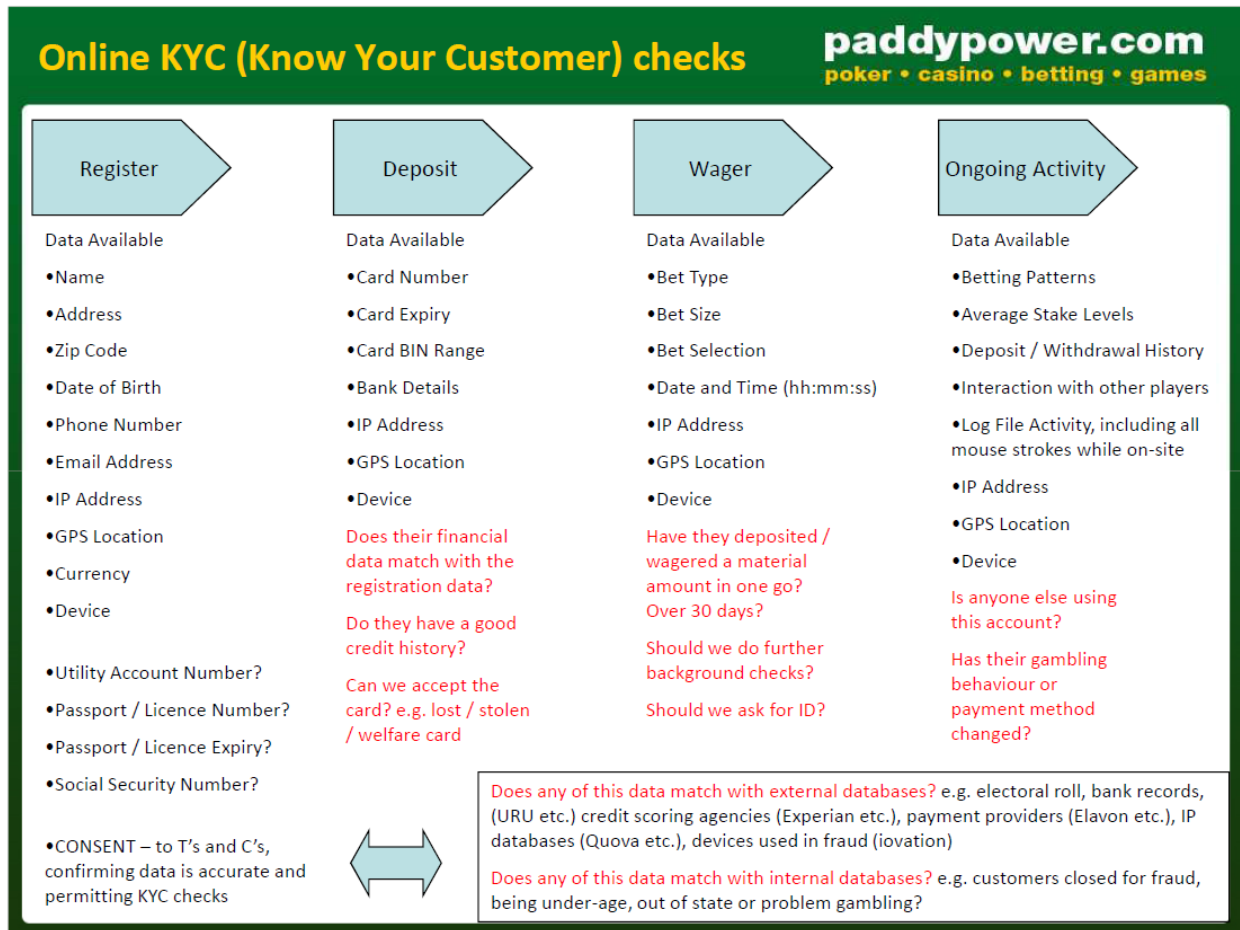 Online KYC (Know Your Customer) checks
paddypower.com
poker • casino • betting • games
Register
Data Available
•Name
•Address
•Zip Code
•Date of Birth
•Phone Number
•Email Address
•IP Address
•GPS Location
•Currency
•Device
•Utility Account Number?
•Passport / Licence Number?
•Passport / Licence Expiry?
•Social Security Number?
•CONSENT – to T's and C's,
confirming data is accurate and
permitting KYC checks
Deposit
Data Available
•Card Number
•Card Expiry
•Card BIN Range
•Bank Details
•IP Address
•GPS Location
•Device
Does their financial
data match with the
registration data?
Do they have a good
credit history?
Can we accept the
card? e.g. lost / stolen
/ welfare card
Wager
Data Available
•Bet Type
•Bet Size
•Bet Selection
•Date and Time (hh:mm:ss)
•IP Address
•GPS Location
•Device
Have they deposited /
wagered a material
amount in one go?
Over 30 days?
Should we do further
background checks?
Should we ask for ID?
Ongoing Activity
Data Available
•Betting Patterns
•Average Stake Levels
•Deposit / Withdrawal History
•Interaction with other players
•Log File Activity, including all
mouse strokes while on-site
•IP Address
•GPS Location
•Device
Is anyone else using
this account?
Has their gambling
behaviour or
payment method
changed?
Does any of this data match with external databases? e.g. electoral roll, bank records,
(URU etc.) credit scoring agencies (Experian etc.), payment providers (Elavon etc.), IP
databases (Quova etc.), devices used in fraud (iovation)
Does any of this data match with internal databases? e.g. customers closed for fraud,
being under-age, out of state or problem gambling?